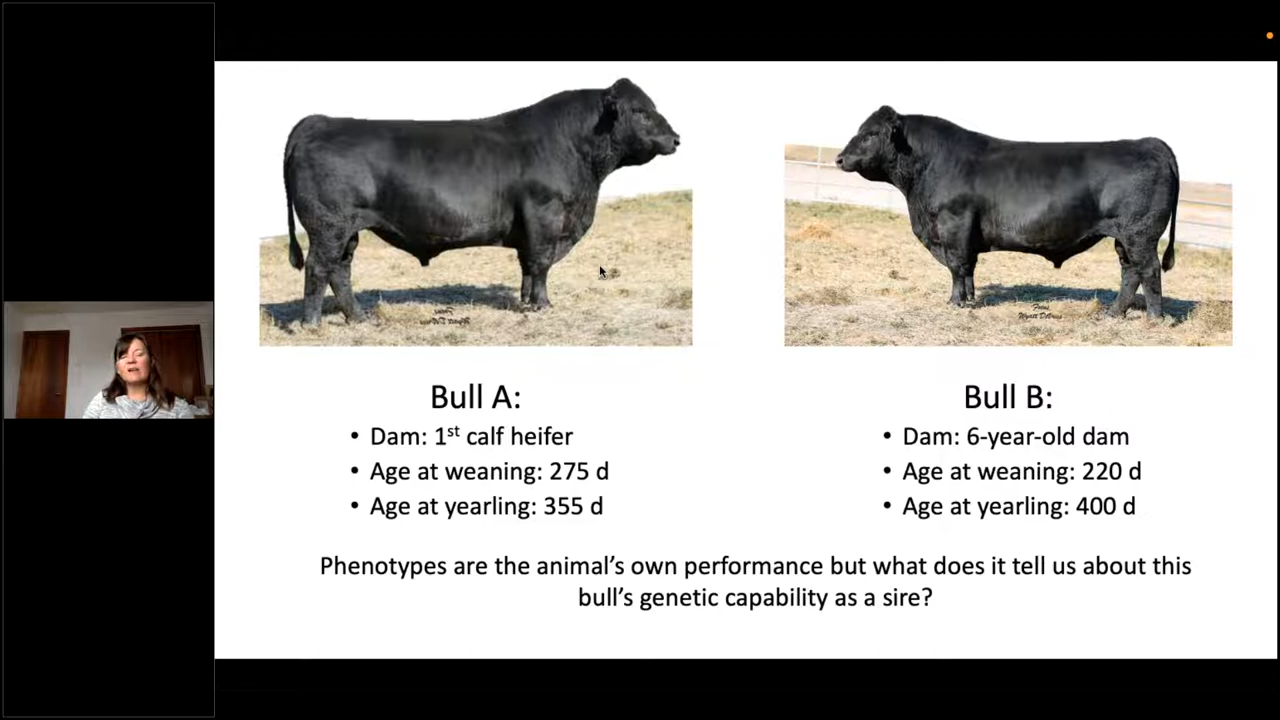 Bull A:
• Dam: 1st calf heifer
• Age at weaning: 275 d
• Age at yearling: 355 d
Bull B:
• Dam: 6-year-old dam
• Age at weaning: 220 d
• Age at yearling: 400 d
Phenotypes are the animal's own performance but what does it tell us about this
bull's genetic capability as a sire?